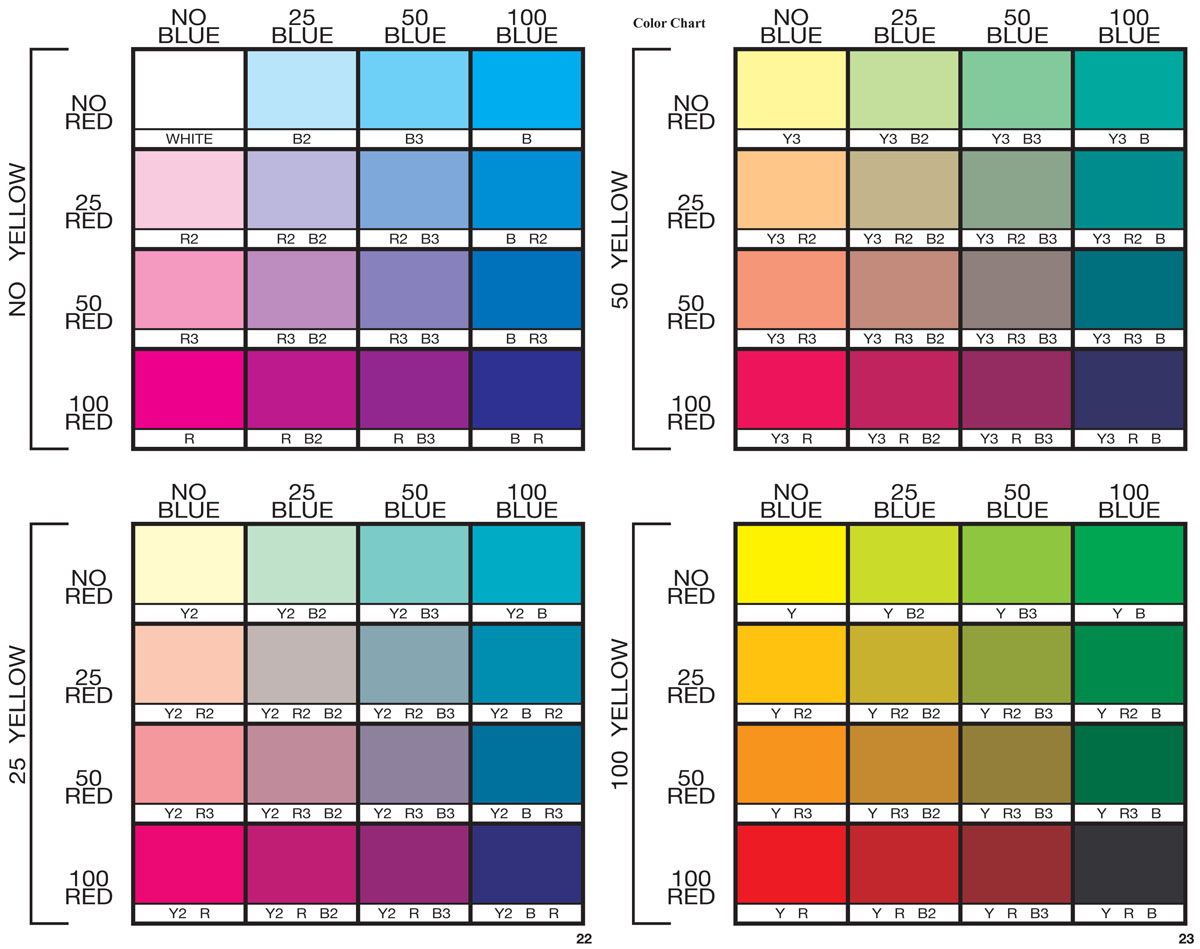 Color Chart
NO YELLOW
NO BLUE 25 BLUE 50 BLUE 100 BLUE
NO RED
WHITE B2 B3 B
25 RED
R2 R2 B2 R2 B3 B R2
50 RED
R3 R3 B2 R3 B3 B R3
100 RED
R R B2 R B3 B R
25 YELLOW
NO BLUE 25 BLUE 50 BLUE 100 BLUE
NO RED
Y2 Y2 B2 Y2 B3 Y2 B
25 RED
Y2 R2 Y2 R2 B2 Y2 R2 B3 Y2 B R2
50 RED
Y2 R3 Y2 R3 B2 Y2 R3 B3 Y2 B R3
100 RED
Y2 R Y2 R B2 Y2 R B3 Y2 B R
22
50 YELLOW
NO BLUE 25 BLUE 50 BLUE 100 BLUE
NO RED
Y3 Y3 B2 Y3 B3 Y3 B
25 RED
Y3 R2 Y3 R2 B2 Y3 R2 B3 Y3 R2 B
50 RED
Y3 R3 Y3 R3 B2 Y3 R3 B3 Y3 R3 B
100 RED
Y3 R Y3 R B2 Y3 R B3 Y3 R B
100 YELLOW
NO BLUE 25 BLUE 50 BLUE 100 BLUE
NO RED
Y Y B2 Y B3 Y B
25 RED
Y R2 Y R2 B2 Y R2 B3 Y R2 B
50 RED
Y R3 Y R3 B2 Y R3 B3 Y R3 B
100 RED
Y R Y R B2 Y R B3 Y R B
23